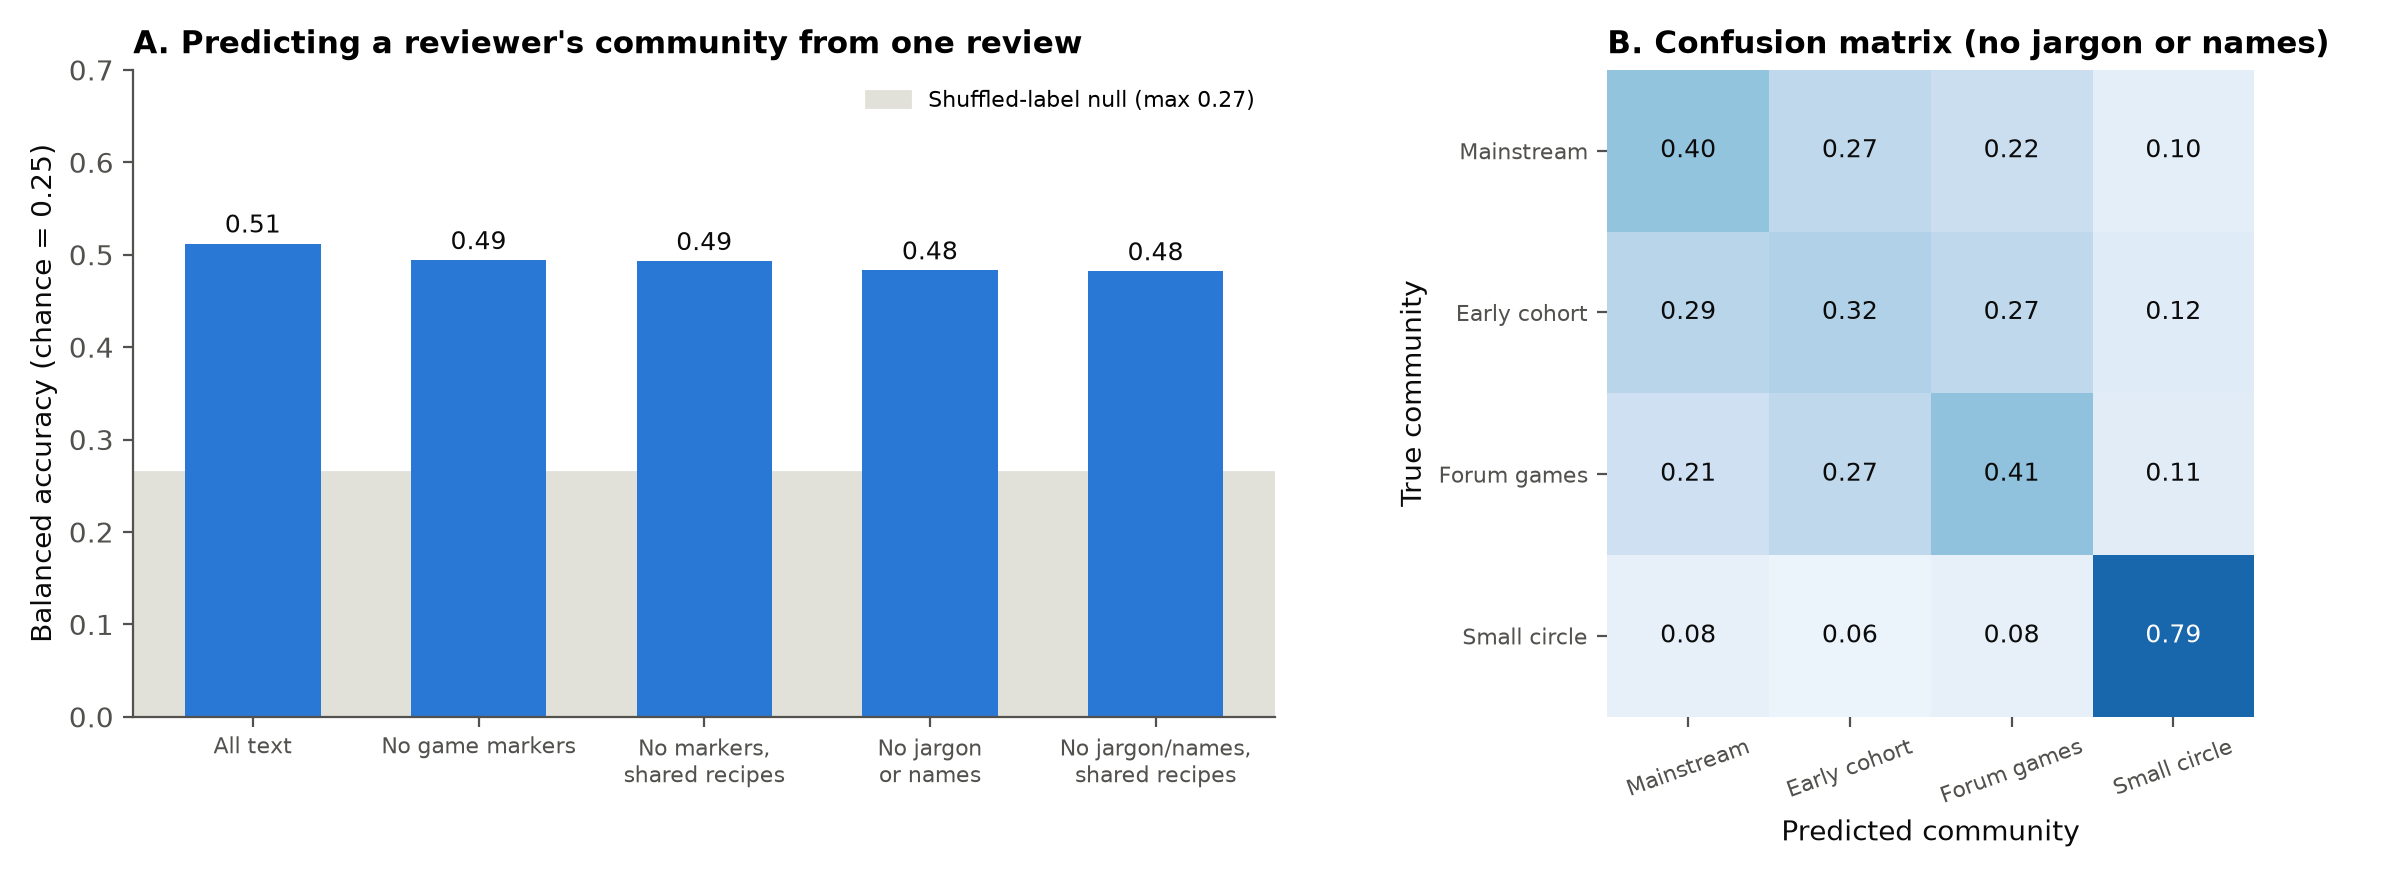 A. Predicting a reviewer's community from one review
Balanced accuracy (chance = 0.25)
0.7
0.6
0.5
0.4
0.3
0.2
0.1
0.0
Shuffled-label null (max 0.27)
0.51
0.49
0.49
0.48
0.48
All text
No game markers
No markers,
shared recipes
No jargon
or names
No jargon/names,
shared recipes
B. Confusion matrix (no jargon or names)
True community
Mainstream
0.40 0.27 0.22 0.10
Early cohort
0.29 0.32 0.27 0.12
Forum games
0.21 0.27 0.41 0.11
Small circle
0.08 0.06 0.08 0.79
Mainstream
Early cohort
Forum games
Small circle
Predicted community